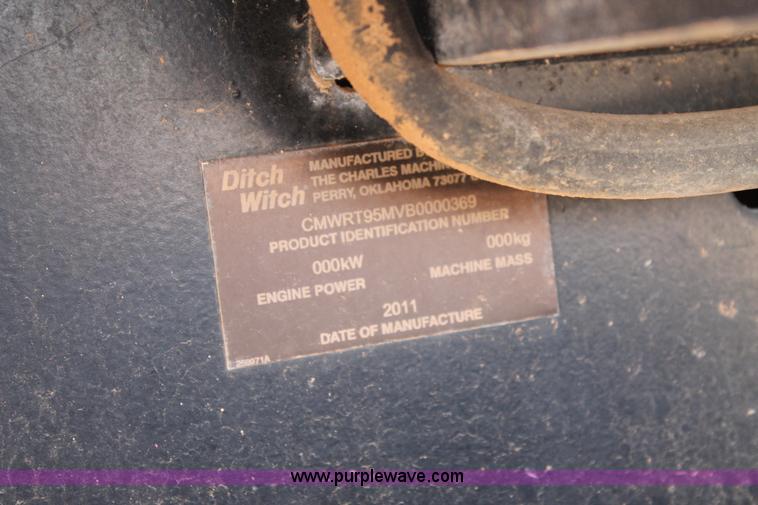 Ditch
Witch®
MANUFACTURED
THE CHARLES MACHIN
PERRY, OKLAHOMA 73077
CMWRT95MVB0000369
PRODUCT IDENTIFICATION NUMBER
000kW
000kg
ENGINE POWER
MACHINE MASS
2011
DATE OF MANUFACTURE
www.purplewave.com